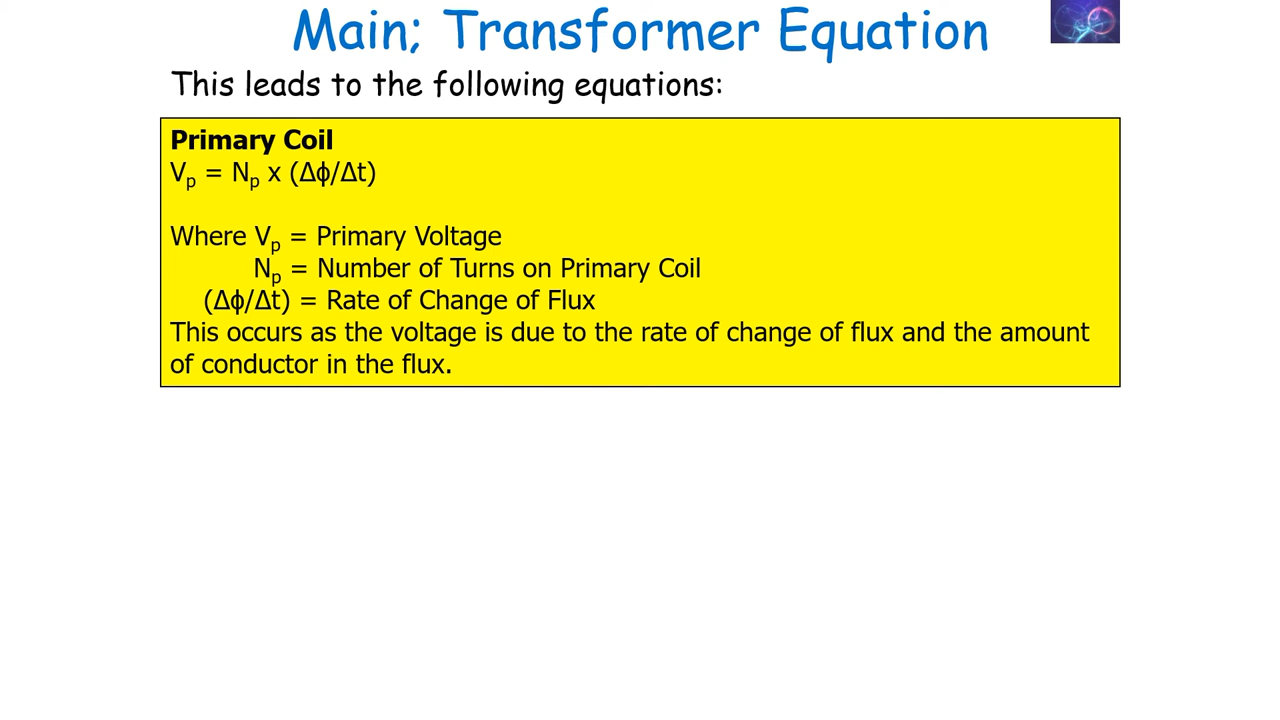 Main; Transformer Equation
This leads to the following equations:
Primary Coil
Vp = Np x (Δϕ/Δt)
Where Vp = Primary Voltage
Np = Number of Turns on Primary Coil
(Δϕ/Δt) = Rate of Change of Flux
This occurs as the voltage is due to the rate of change of flux and the amount
of conductor in the flux.